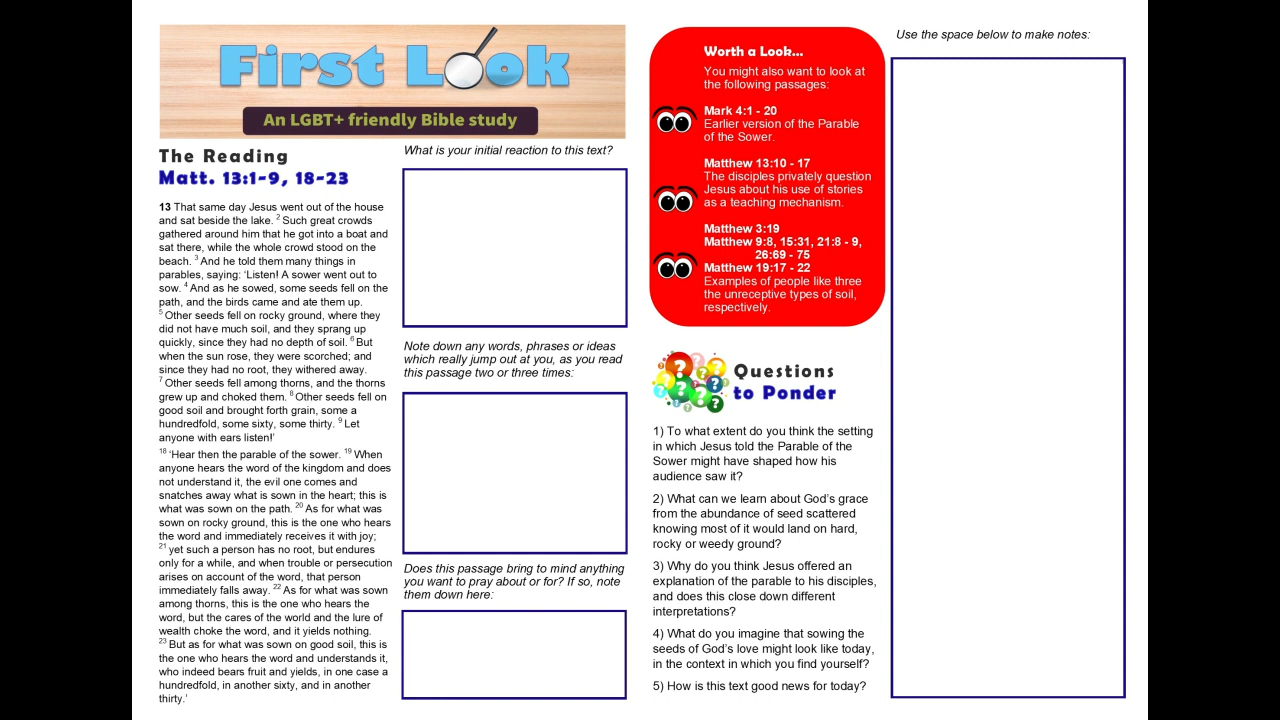 First Look
An LGBT+ friendly Bible study
The Reading
Matt. 13:1-9, 18-23
13 That same day Jesus went out of the house
and sat beside the lake. 2 Such great crowds
gathered around him that he got into a boat and
sat there, while the whole crowd stood on the
beach. 3 And he told them many things in
parables, saying: ‘Listen! A sower went out to
sow. 4 And as he sowed, some seeds fell on the
path, and the birds came and ate them up.
5 Other seeds fell on rocky ground, where they
did not have much soil, and they sprang up
quickly, since they had no depth of soil. 6 But
when the sun rose, they were scorched; and
since they had no root, they withered away.
7 Other seeds fell among thorns, and the thorns
grew up and choked them. 8 Other seeds fell on
good soil and brought forth grain, some a
hundredfold, some sixty, some thirty. 9 Let
anyone with ears listen!’
18 ‘Hear then the parable of the sower. 19 When
anyone hears the word of the kingdom and does
not understand it, the evil one comes and
snatches away what is sown in the heart; this is
what was sown on the path. 20 As for what was
sown on rocky ground, this is the one who hears
the word and immediately receives it with joy;
21 yet such a person has no root, but endures
only for a while, and when trouble or persecution
arises on account of the word, that person
immediately falls away. 22 As for what was sown
among thorns, this is the one who hears the
word, but the cares of the world and the lure of
wealth choke the word, and it yields nothing.
23 But as for what was sown on good soil, this is
the one who hears the word and understands it,
who indeed bears fruit and yields, in one case a
hundredfold, in another sixty, and in another
thirty.’
What is your initial reaction to this text?
Note down any words, phrases or ideas
which really jump out at you, as you read
this passage two or three times:
Does this passage bring to mind anything
you want to pray about or for? If so, note
them down here:
Worth a Look...
You might also want to look at
the following passages:
Mark 4:1 - 20
Earlier version of the Parable
of the Sower.
Matthew 13:10 - 17
The disciples privately question
Jesus about his use of stories
as a teaching mechanism.
Matthew 3:19
Matthew 9:8, 15:31, 21:8 - 9,
26:69 - 75
Matthew 19:17 - 22
Examples of people like three
the unreceptive types of soil,
respectively.
Questions
to Ponder
1) To what extent do you think the setting
in which Jesus told the Parable of the
Sower might have shaped how his
audience saw it?
2) What can we learn about God’s grace
from the abundance of seed scattered
knowing most of it would land on hard,
rocky or weedy ground?
3) Why do you think Jesus offered an
explanation of the parable to his disciples,
and does this close down different
interpretations?
4) What do you imagine that sowing the
seeds of God’s love might look like today,
in the context in which you find yourself?
5) How is this text good news for today?
Use the space below to make notes: